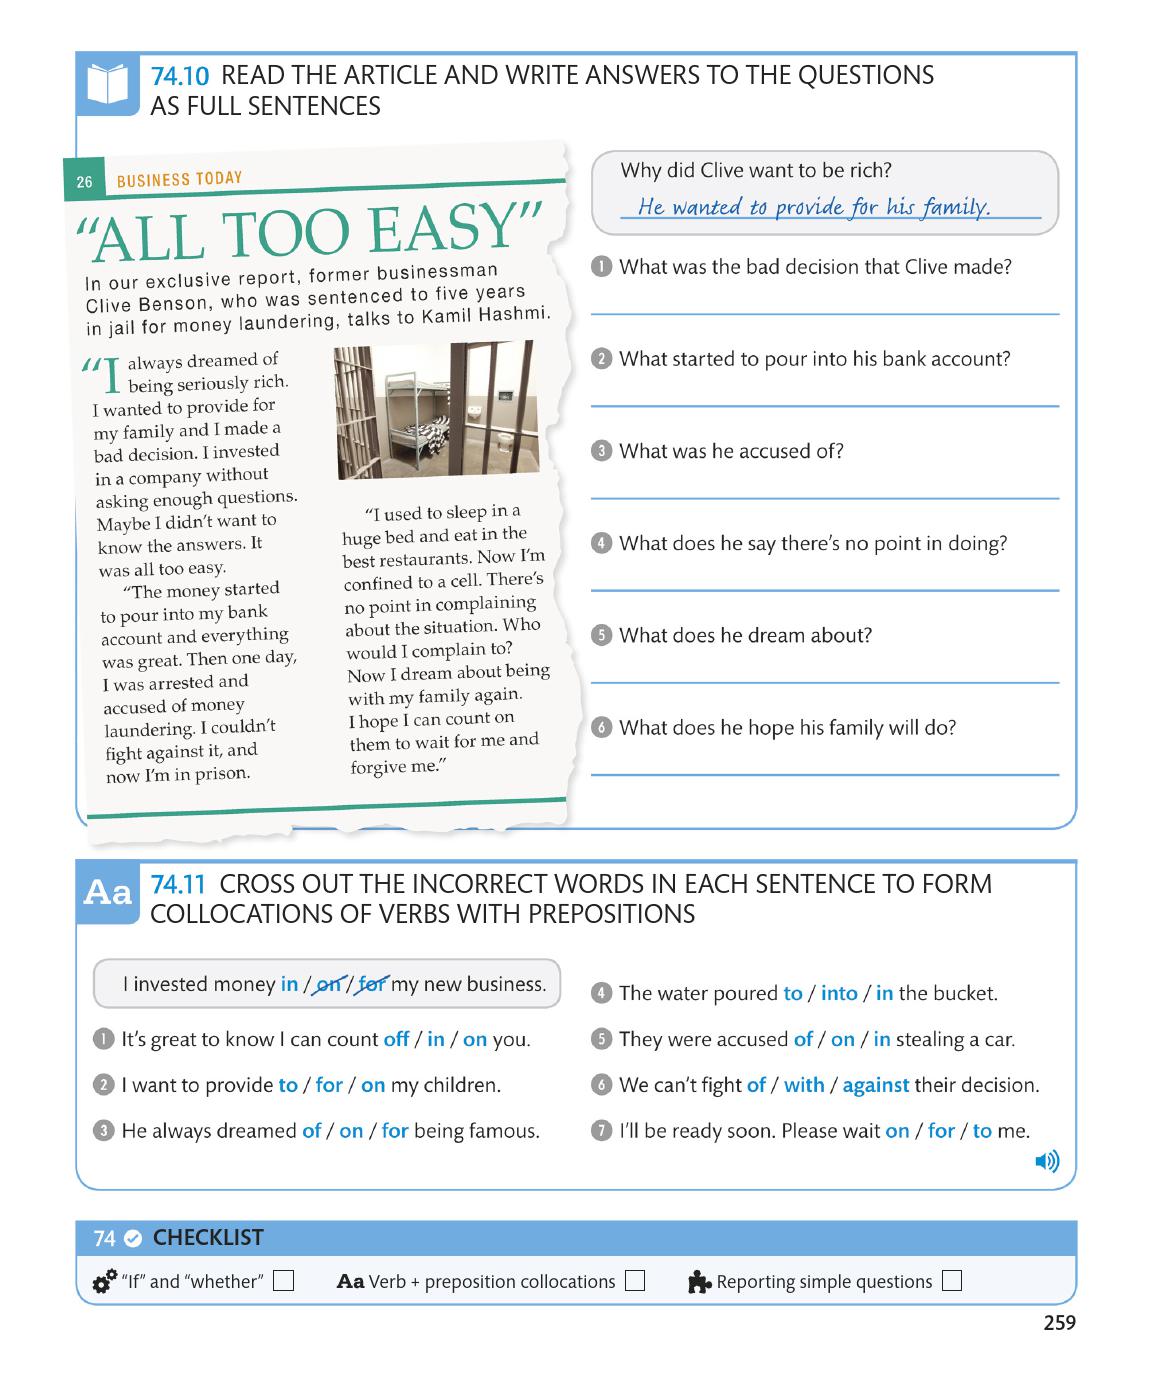 74.10 READ THE ARTICLE AND WRITE ANSWERS TO THE QUESTIONS
AS FULL SENTENCES
26 BUSINESS TODAY
“ALL TOO EASY”
In our exclusive report, former businessman
Clive Benson, who was sentenced to five years
in jail for money laundering, talks to Kamil Hashmi.
“I always dreamed of
being seriously rich.
I wanted to provide for
my family and I made a
bad decision. I invested
in a company without
asking enough questions.
Maybe I didn’t want to
know the answers. It
was all too easy.
“The money started
to pour into my bank
account and everything
was great. Then one day,
I was arrested and
accused of money
laundering. I couldn’t
fight against it, and
now I’m in prison.
“I used to sleep in a
huge bed and eat in the
best restaurants. Now I’m
confined to a cell. There’s
no point in complaining
about the situation. Who
would I complain to?
Now I dream about being
with my family again.
I hope I can count on
them to wait for me and
forgive me.”
Why did Clive want to be rich?
He wanted to provide for his family.
1 What was the bad decision that Clive made?
2 What started to pour into his bank account?
3 What was he accused of?
4 What does he say there’s no point in doing?
5 What does he dream about?
6 What does he hope his family will do?
Aa 74.11 CROSS OUT THE INCORRECT WORDS IN EACH SENTENCE TO FORM
COLLOCATIONS OF VERBS WITH PREPOSITIONS
I invested money in / on / for my new business.
1 It’s great to know I can count off / in / on you.
2 I want to provide to / for / on my children.
3 He always dreamed of / on / for being famous.
4 The water poured to / into / in the bucket.
5 They were accused of / on / in stealing a car.
6 We can’t fight of / with / against their decision.
7 I’ll be ready soon. Please wait on / for / to me.
74 CHECKLIST
“If” and “whether” Aa Verb + preposition collocations Reporting simple questions
259